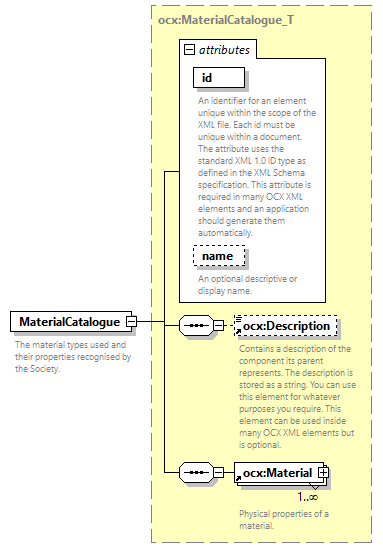 ocx:MaterialCatalogue_T
attributes
id
An identifier for an element
unique within the scope of the
XML file. Each id must be
unique within a document.
The attribute uses the
standard XML 1.0 ID type as
defined in the XML Schema
specification. This attribute is
required in many OCX XML
elements and an application
should generate them
automatically.
name
An optional descriptive or
display name.
MaterialCatalogue
The material types used and
their properties recognised by
the Society.
ocx:Description
Contains a description of the
component its parent
represents. The description is
stored as a string. You can use
this element for whatever
purposes you require. This
element can be used inside
many OCX XML elements but
is optional.
ocx:Material
1..∞
Physical properties of a
material.